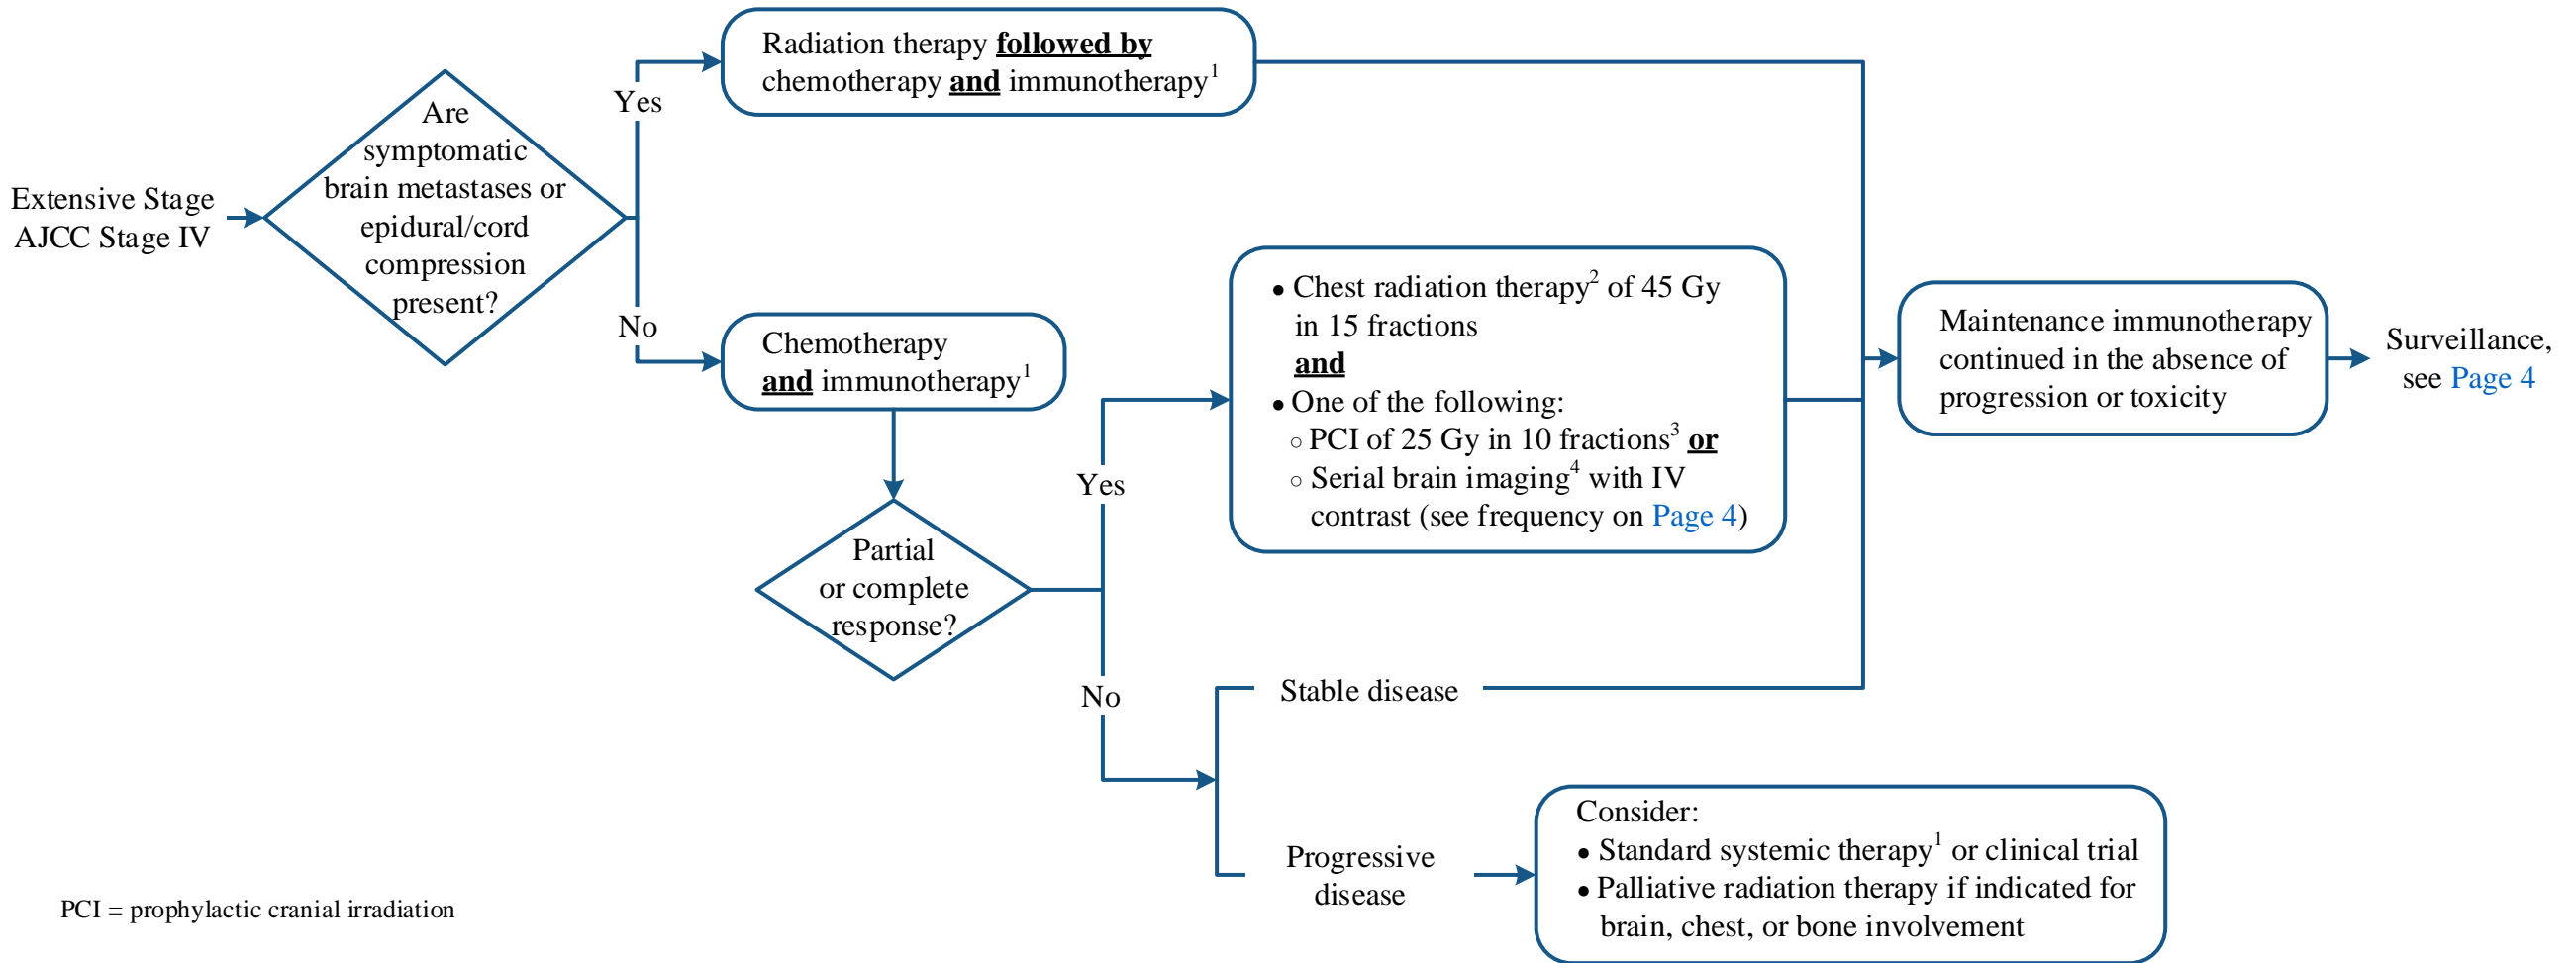 Extensive Stage
AJCC Stage IV
Are
symptomatic
brain metastases or
epidural/cord
compression
present?
Yes
Radiation therapy followed by
chemotherapy and immunotherapy1
No
Chemotherapy
and immunotherapy1
Partial
or complete
response?
Yes
• Chest radiation therapy2 of 45 Gy
in 15 fractions
and
• One of the following:
○ PCI of 25 Gy in 10 fractions3 or
○ Serial brain imaging4 with IV
contrast (see frequency on Page 4)
No
Stable disease
Progressive
disease
Consider:
• Standard systemic therapy1 or clinical trial
• Palliative radiation therapy if indicated for
brain, chest, or bone involvement
Maintenance immunotherapy
continued in the absence of
progression or toxicity
Surveillance,
see Page 4
PCI = prophylactic cranial irradiation